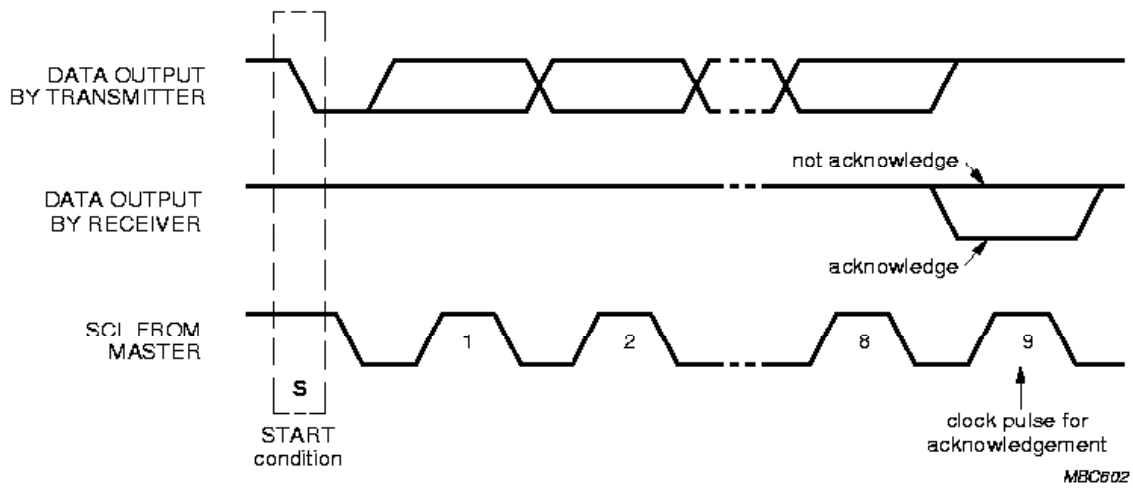 DATA OUTPUT
BY TRANSMITTER
not acknowledge
DATA OUTPUT
BY RECEIVER
acknowledge
SCL FROM
MASTER
1
2
8
9
S
START
condition
clock pulse for
acknowledgement
MBC602